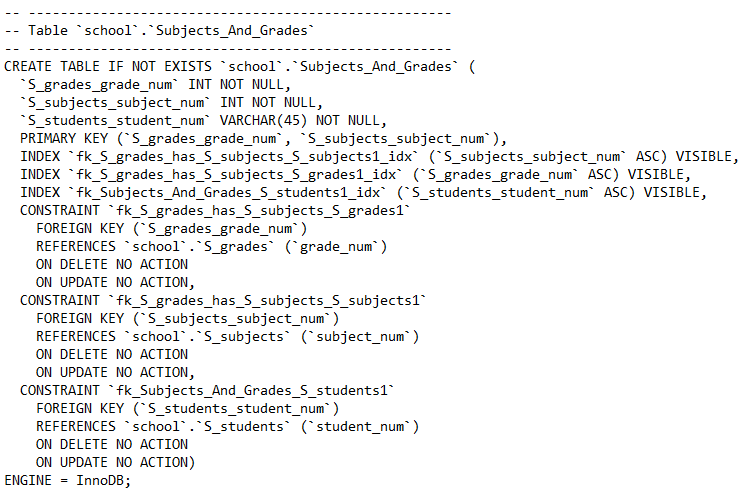 -- -----------------------------------------------------
-- Table `school`.`Subjects_And_Grades`
-- -----------------------------------------------------
CREATE TABLE IF NOT EXISTS `school`.`Subjects_And_Grades` (
  `S_grades_grade_num` INT NOT NULL,
  `S_subjects_subject_num` INT NOT NULL,
  `S_students_student_num` VARCHAR(45) NOT NULL,
  PRIMARY KEY (`S_grades_grade_num`, `S_subjects_subject_num`),
  INDEX `fk_S_grades_has_S_subjects_S_subjects1_idx` (`S_subjects_subject_num` ASC) VISIBLE,
  INDEX `fk_S_grades_has_S_subjects_S_grades1_idx` (`S_grades_grade_num` ASC) VISIBLE,
  INDEX `fk_Subjects_And_Grades_S_students1_idx` (`S_students_student_num` ASC) VISIBLE,
  CONSTRAINT `fk_S_grades_has_S_subjects_S_grades1`
    FOREIGN KEY (`S_grades_grade_num`)
    REFERENCES `school`.`S_grades` (`grade_num`)
    ON DELETE NO ACTION
    ON UPDATE NO ACTION,
  CONSTRAINT `fk_S_grades_has_S_subjects_S_subjects1`
    FOREIGN KEY (`S_subjects_subject_num`)
    REFERENCES `school`.`S_subjects` (`subject_num`)
    ON DELETE NO ACTION
    ON UPDATE NO ACTION,
  CONSTRAINT `fk_Subjects_And_Grades_S_students1`
    FOREIGN KEY (`S_students_student_num`)
    REFERENCES `school`.`S_students` (`student_num`)
    ON DELETE NO ACTION
    ON UPDATE NO ACTION)
ENGINE = InnoDB;